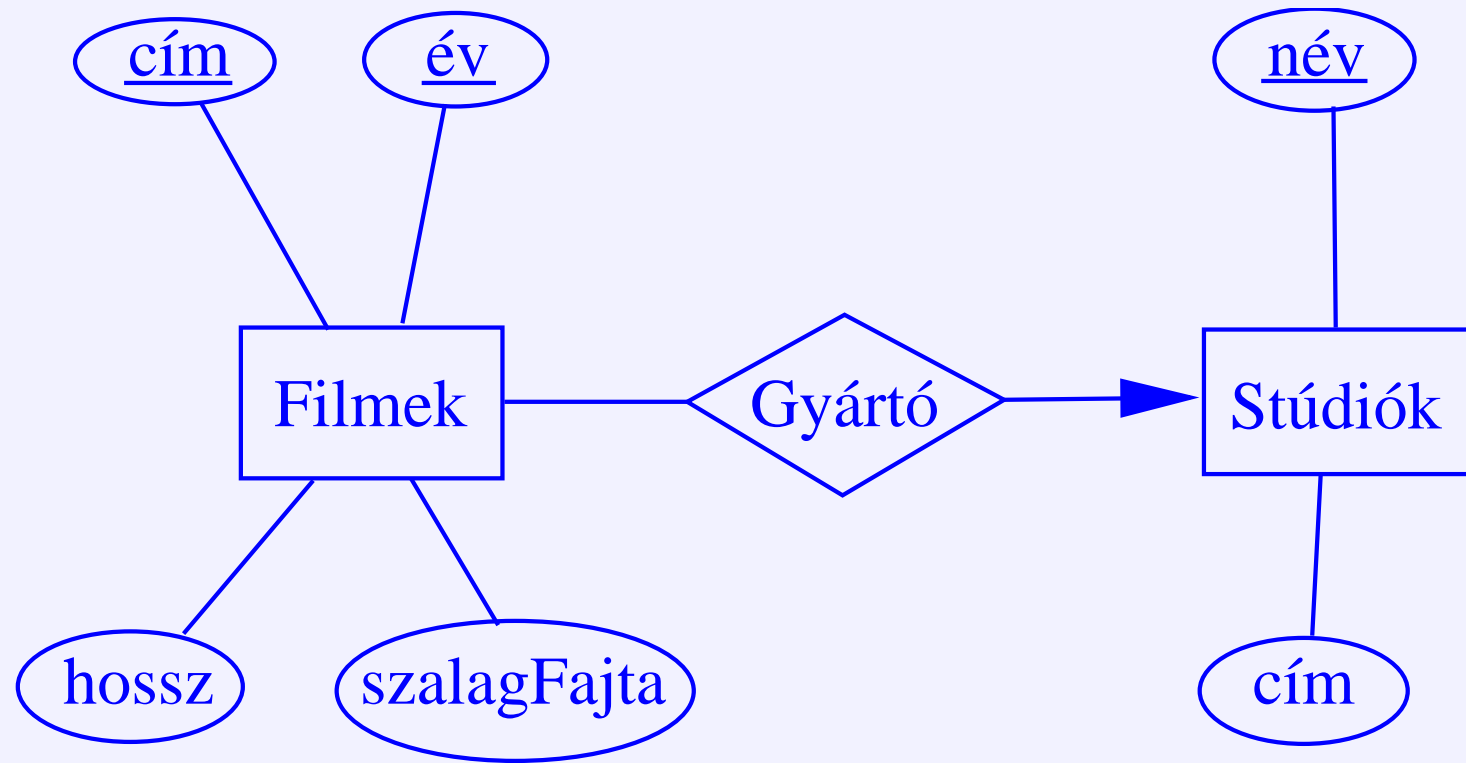 cím
év
név
Filmek
Gyártó
Stúdiók
hossz
szalagFajta
cím